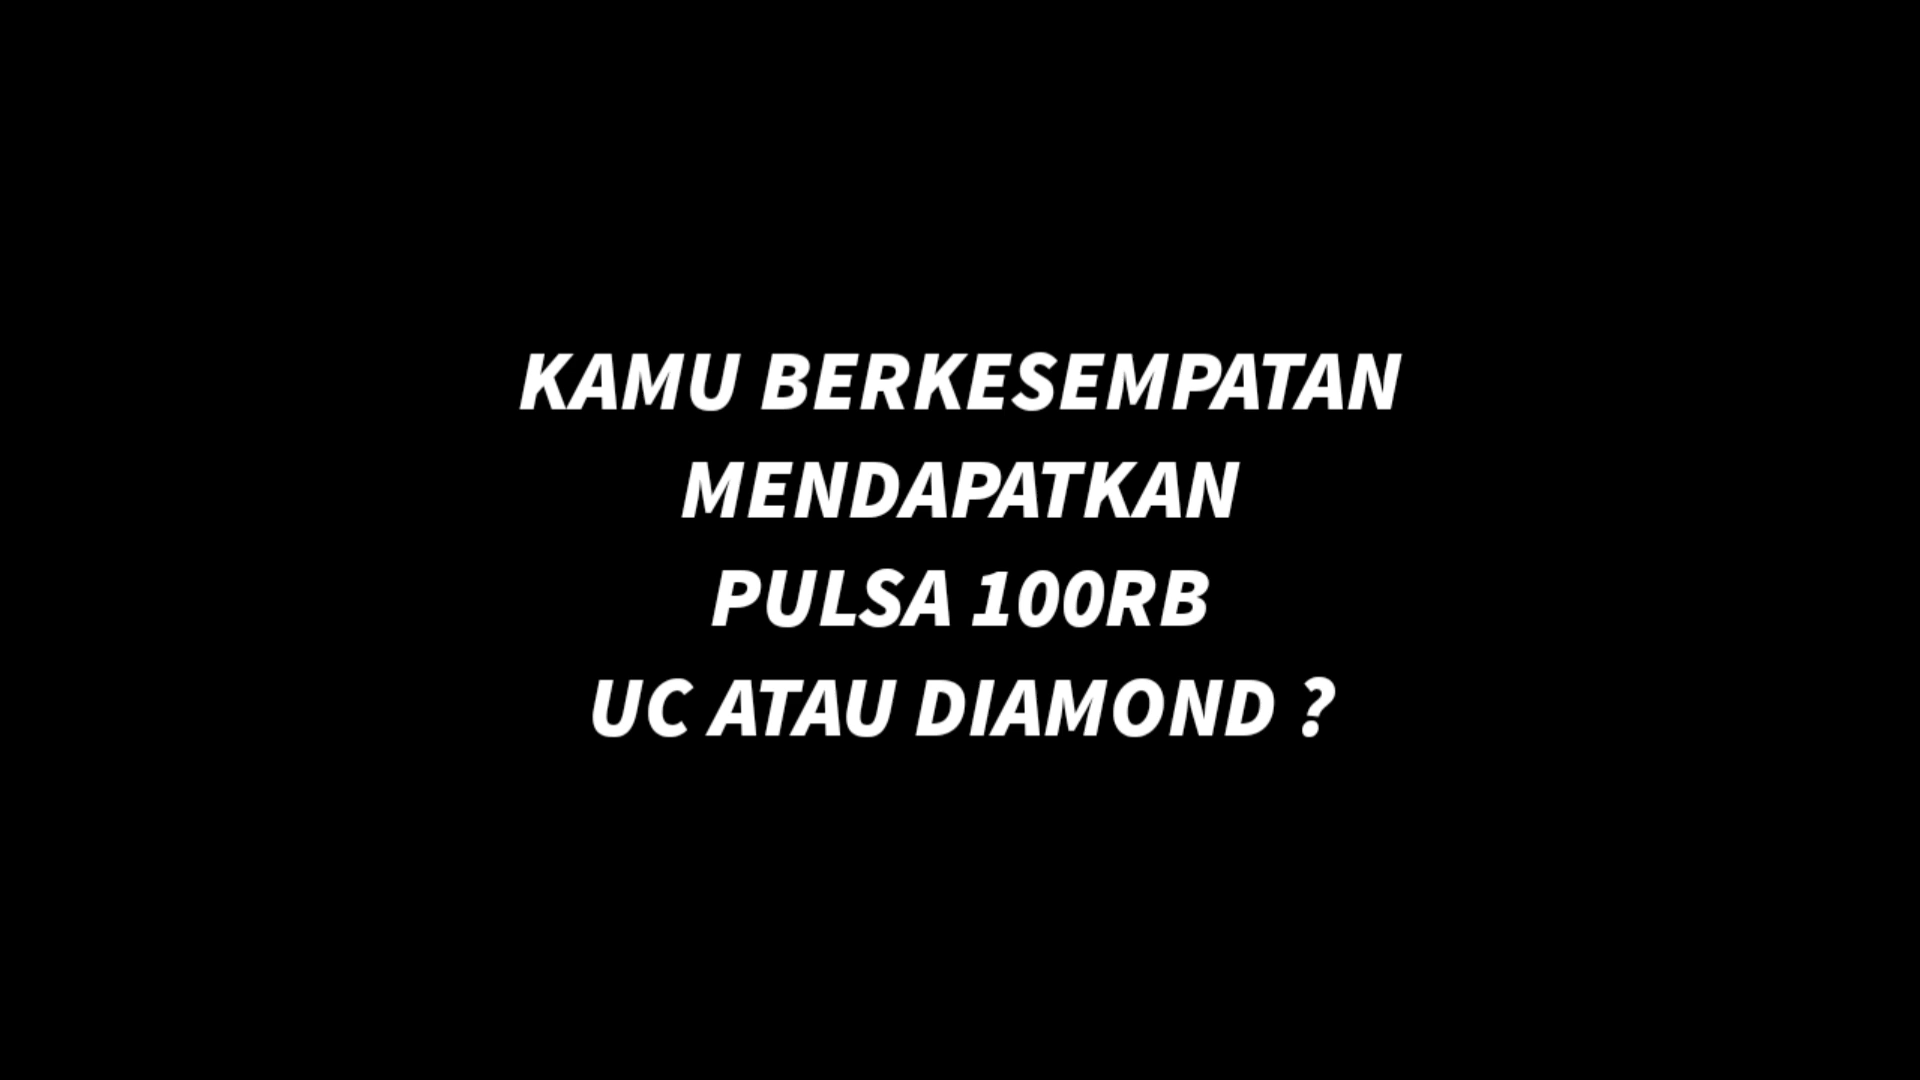 KAMU BERKESEMPATAN
MENDAPATKAN
PULSA 100RB
UC ATAU DIAMOND ?